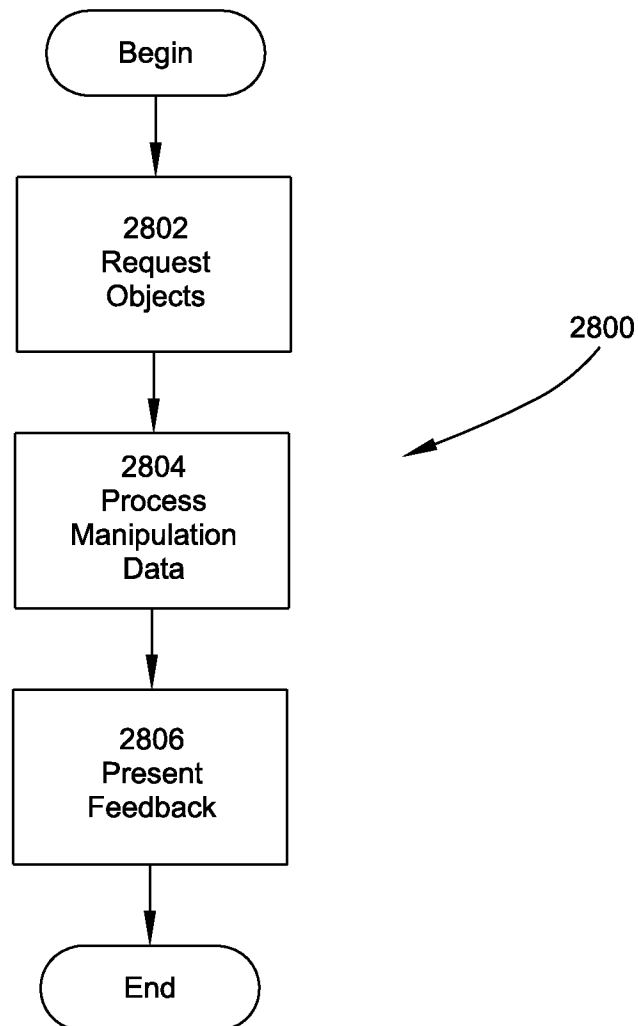 Begin
2802
Request
Objects
2800
2804
Process
Manipulation
Data
2806
Present
Feedback
End